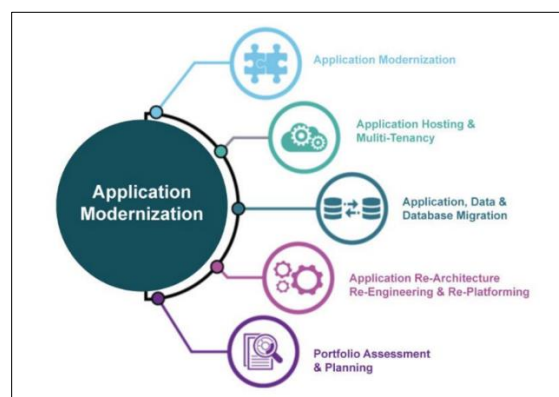 Application Modernization
Application Hosting &
Muliti-Tenancy
Application
Modernization
Application, Data &
Database Migration
Application Re-Architecture
Re-Engineering & Re-Platforming
Portfolio Assessment
& Planning